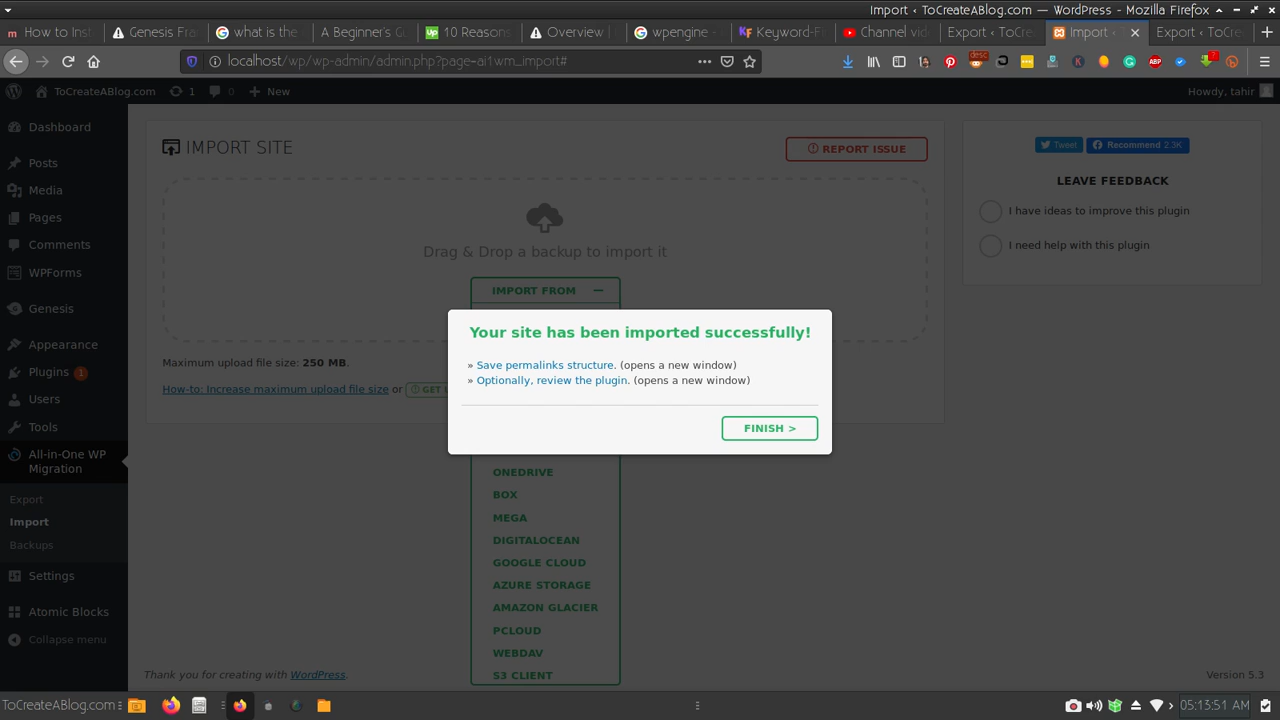 Import ‹ ToCreateABlog.com — WordPress - Mozilla Firefox
How to Inst
Genesis Fram
what is the
A Beginner's Gu
10 Reasons
Overview |
wpengine -
Keyword-Fi
Channel vide
Export ‹ ToCre
Import ‹
Export ‹ ToCre
localhost/wp/wp-admin/admin.php?page=ai1wm_import#
ToCreateABlog.com
1
0
New
Howdy, tahir
Dashboard
Posts
Media
Pages
Comments
WPForms
Genesis
Appearance
Plugins 1
Users
Tools
All-in-One WP
Migration
Export
Import
Backups
Settings
Atomic Blocks
Collapse menu
IMPORT SITE
REPORT ISSUE
Drag & Drop a backup to import it
IMPORT FROM
Maximum upload file size: 250 MB.
How-to: Increase maximum upload file size or GET U
Your site has been imported successfully!
» Save permalinks structure. (opens a new window)
» Optionally, review the plugin. (opens a new window)
FINISH >
ONEDRIVE
BOX
MEGA
DIGITALOCEAN
GOOGLE CLOUD
AZURE STORAGE
AMAZON GLACIER
PCLOUD
WEBDAV
S3 CLIENT
Tweet
Recommend 2.3K
LEAVE FEEDBACK
I have ideas to improve this plugin
I need help with this plugin
Thank you for creating with WordPress.
Version 5.3
ToCreateABlog.com
05:13:51 AM